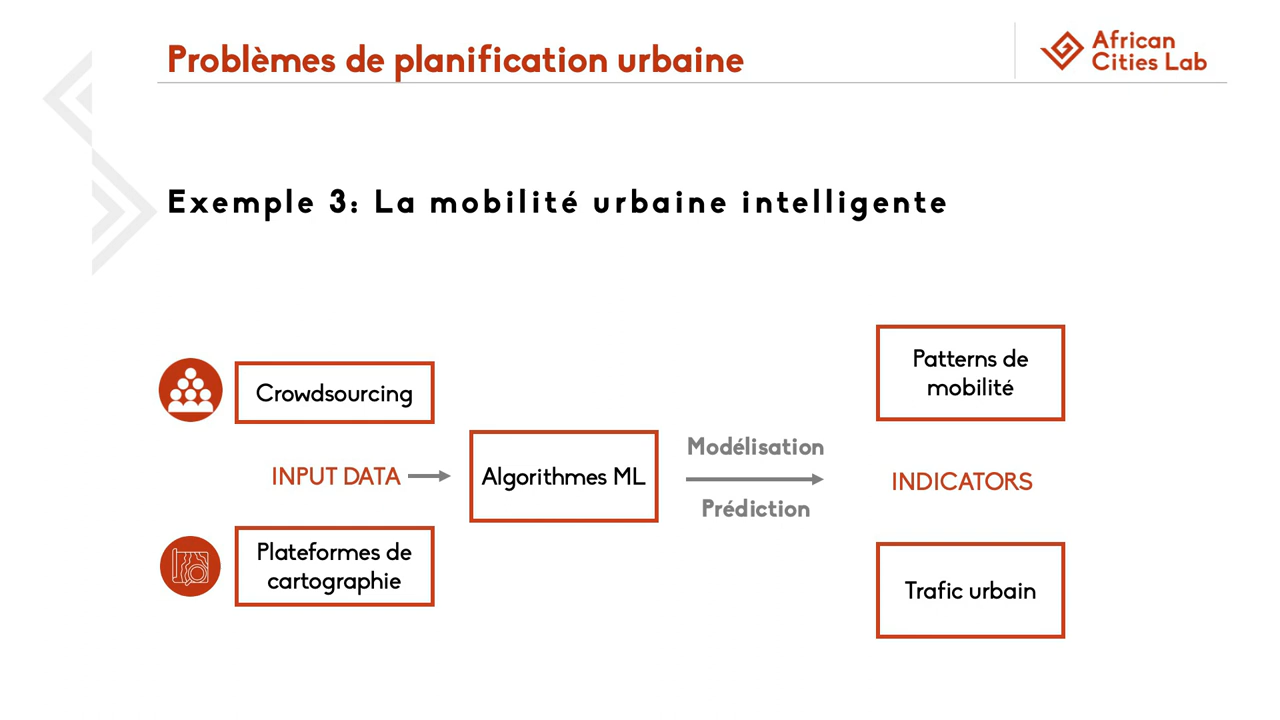 Problèmes de planification urbaine
African
Cities Lab
Exemple 3: La mobilité urbaine intelligente
Crowdsourcing
INPUT DATA
Plateformes de
cartographie
Algorithmes ML
Modélisation
Prédiction
Patterns de
mobilité
INDICATORS
Trafic urbain